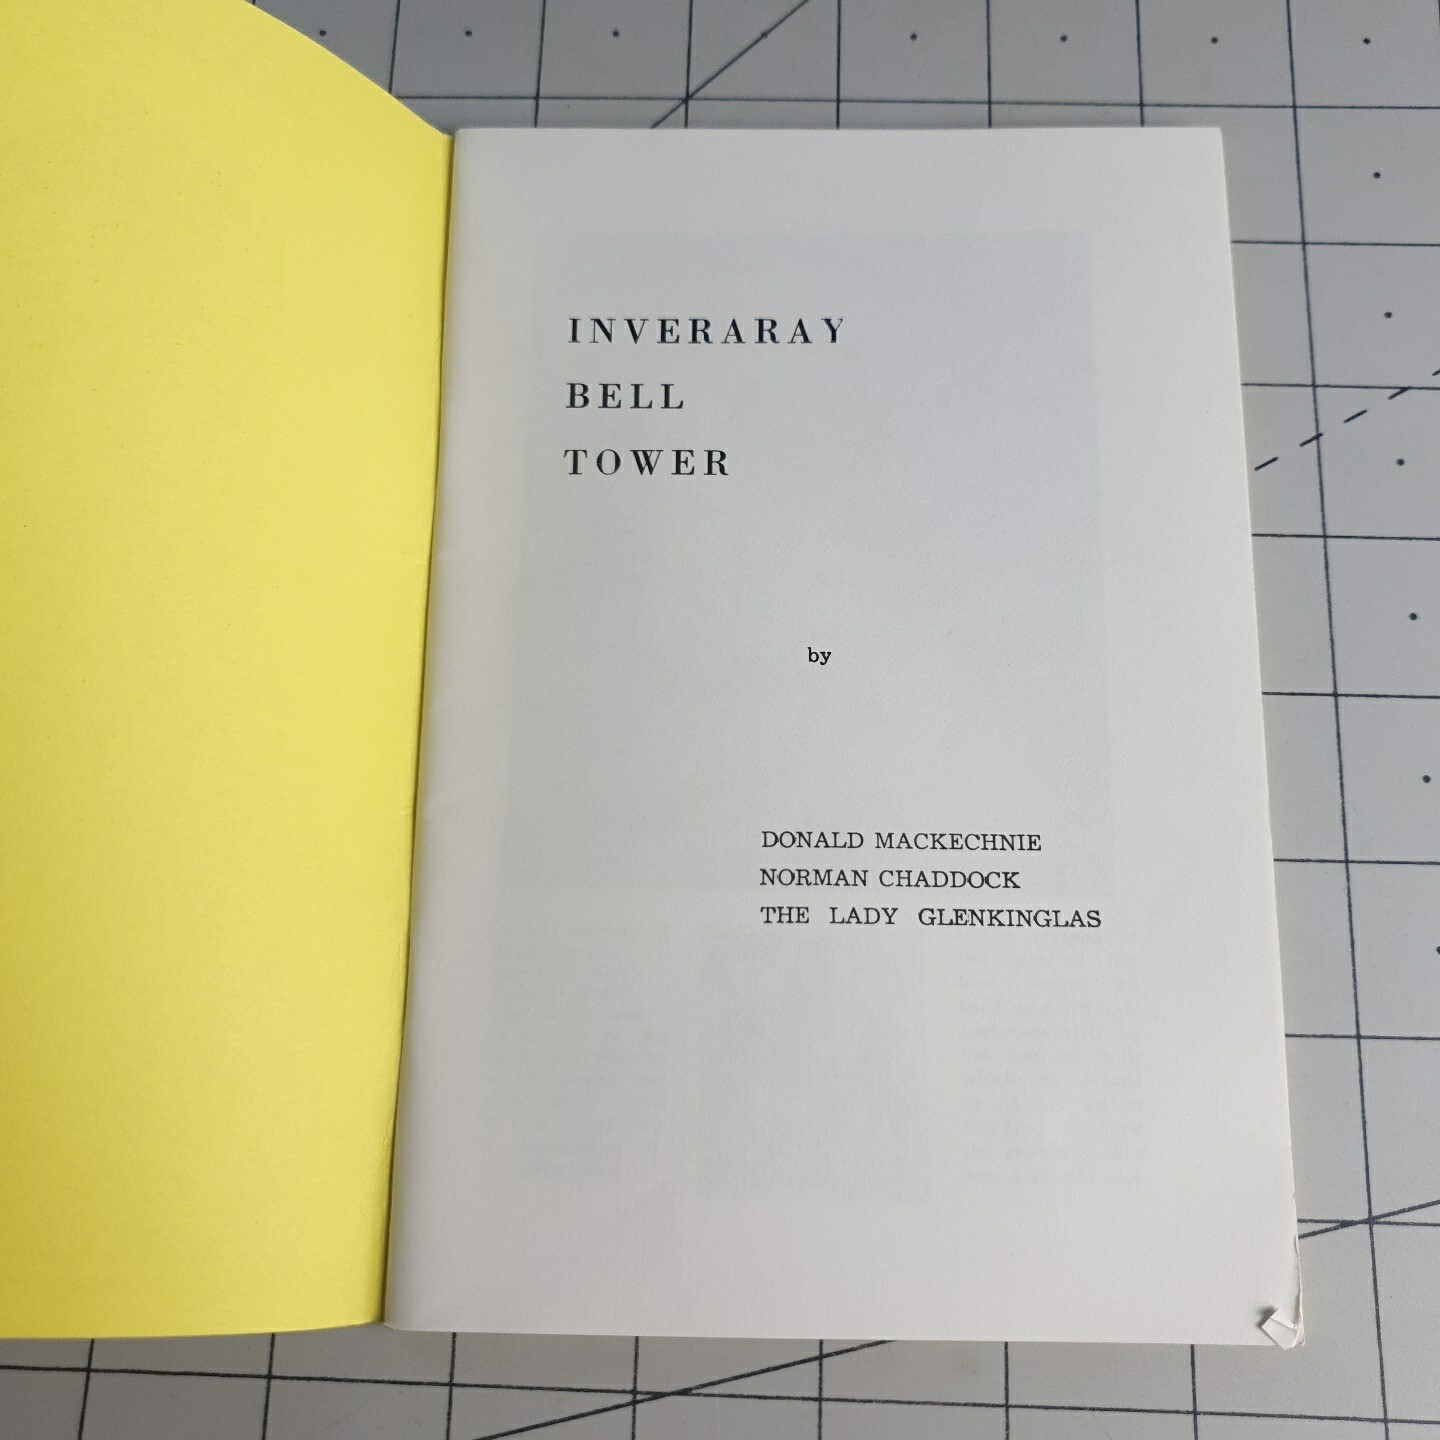 INVERARAY
BELL
TOWER
by
DONALD MACKECHNIE
NORMAN CHADDOCK
THE LADY GLENKINGLAS